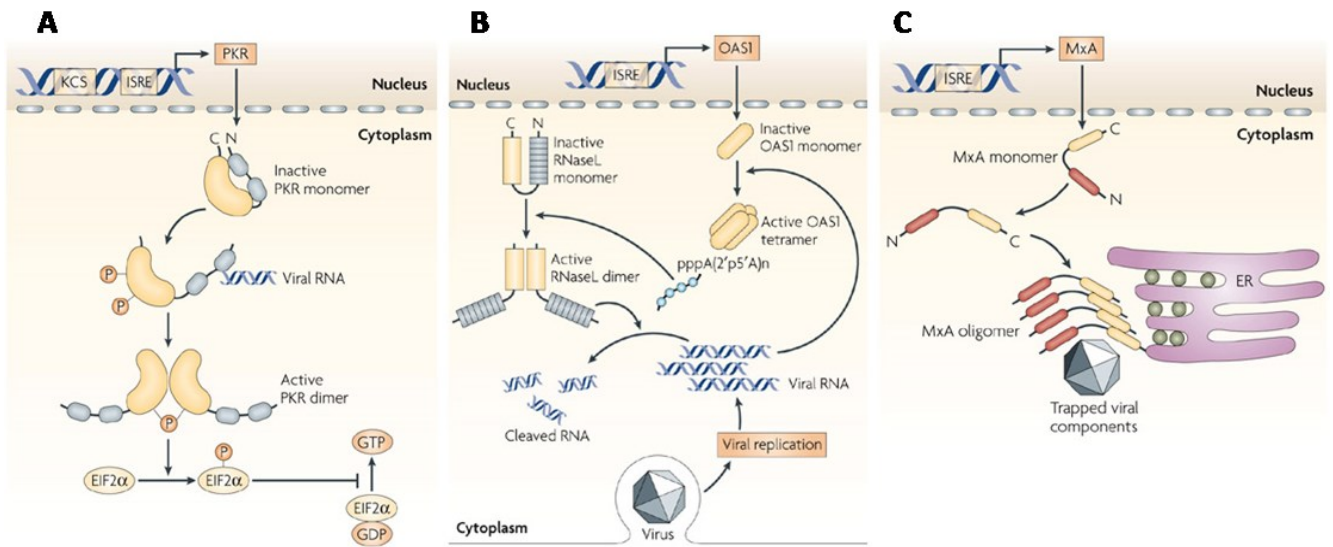 A
PKR
KCS
ISRE
Nucleus
Cytoplasm
C N
Inactive
PKR monomer
P
P
Viral RNA
Active
PKR dimer
P
P
GTP
EIF2α
EIF2α
EIF2α
GDP
B
OAS1
ISRE
Nucleus
C N
Inactive
RNaseL
monomer
Inactive
OAS1 monomer
Active OAS1
tetramer
Active
RNaseL dimer
pppA(2′p5′A)n
Viral RNA
Cleaved RNA
Viral replication
Virus
Cytoplasm
C
MxA
ISRE
Nucleus
Cytoplasm
C
MxA monomer
N
N
C
ER
MxA oligomer
Trapped viral
components